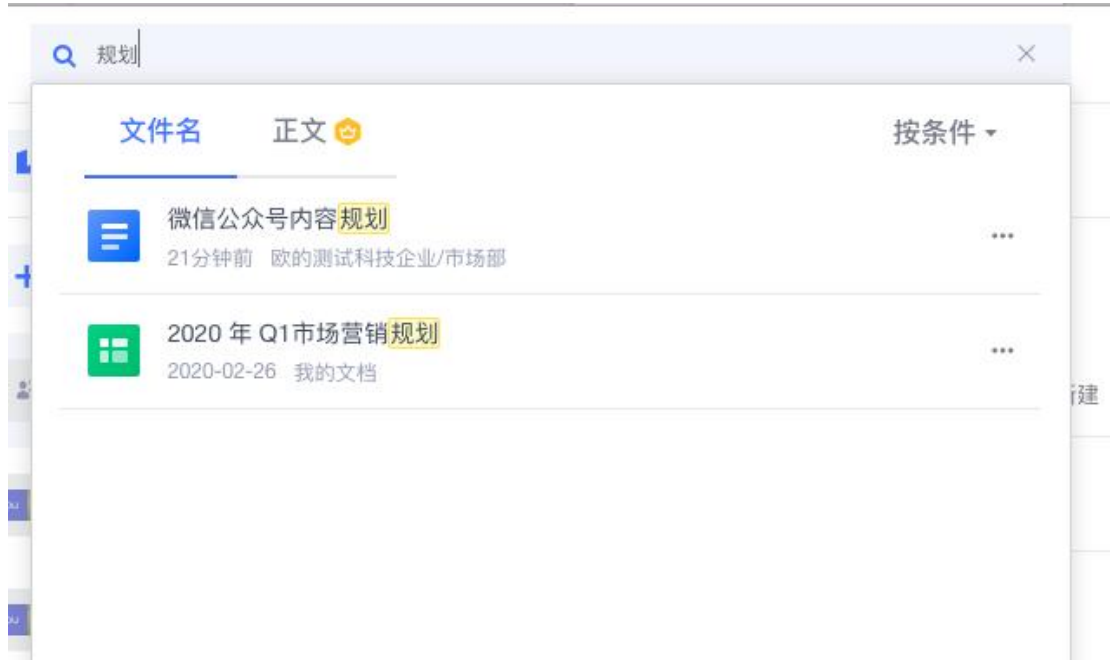 规划
文件名 正文 按条件
微信公众号内容规划
21分钟前 欧的测试科技企业/市场部
2020 年 Q1市场营销规划
2020-02-26 我的文档
建